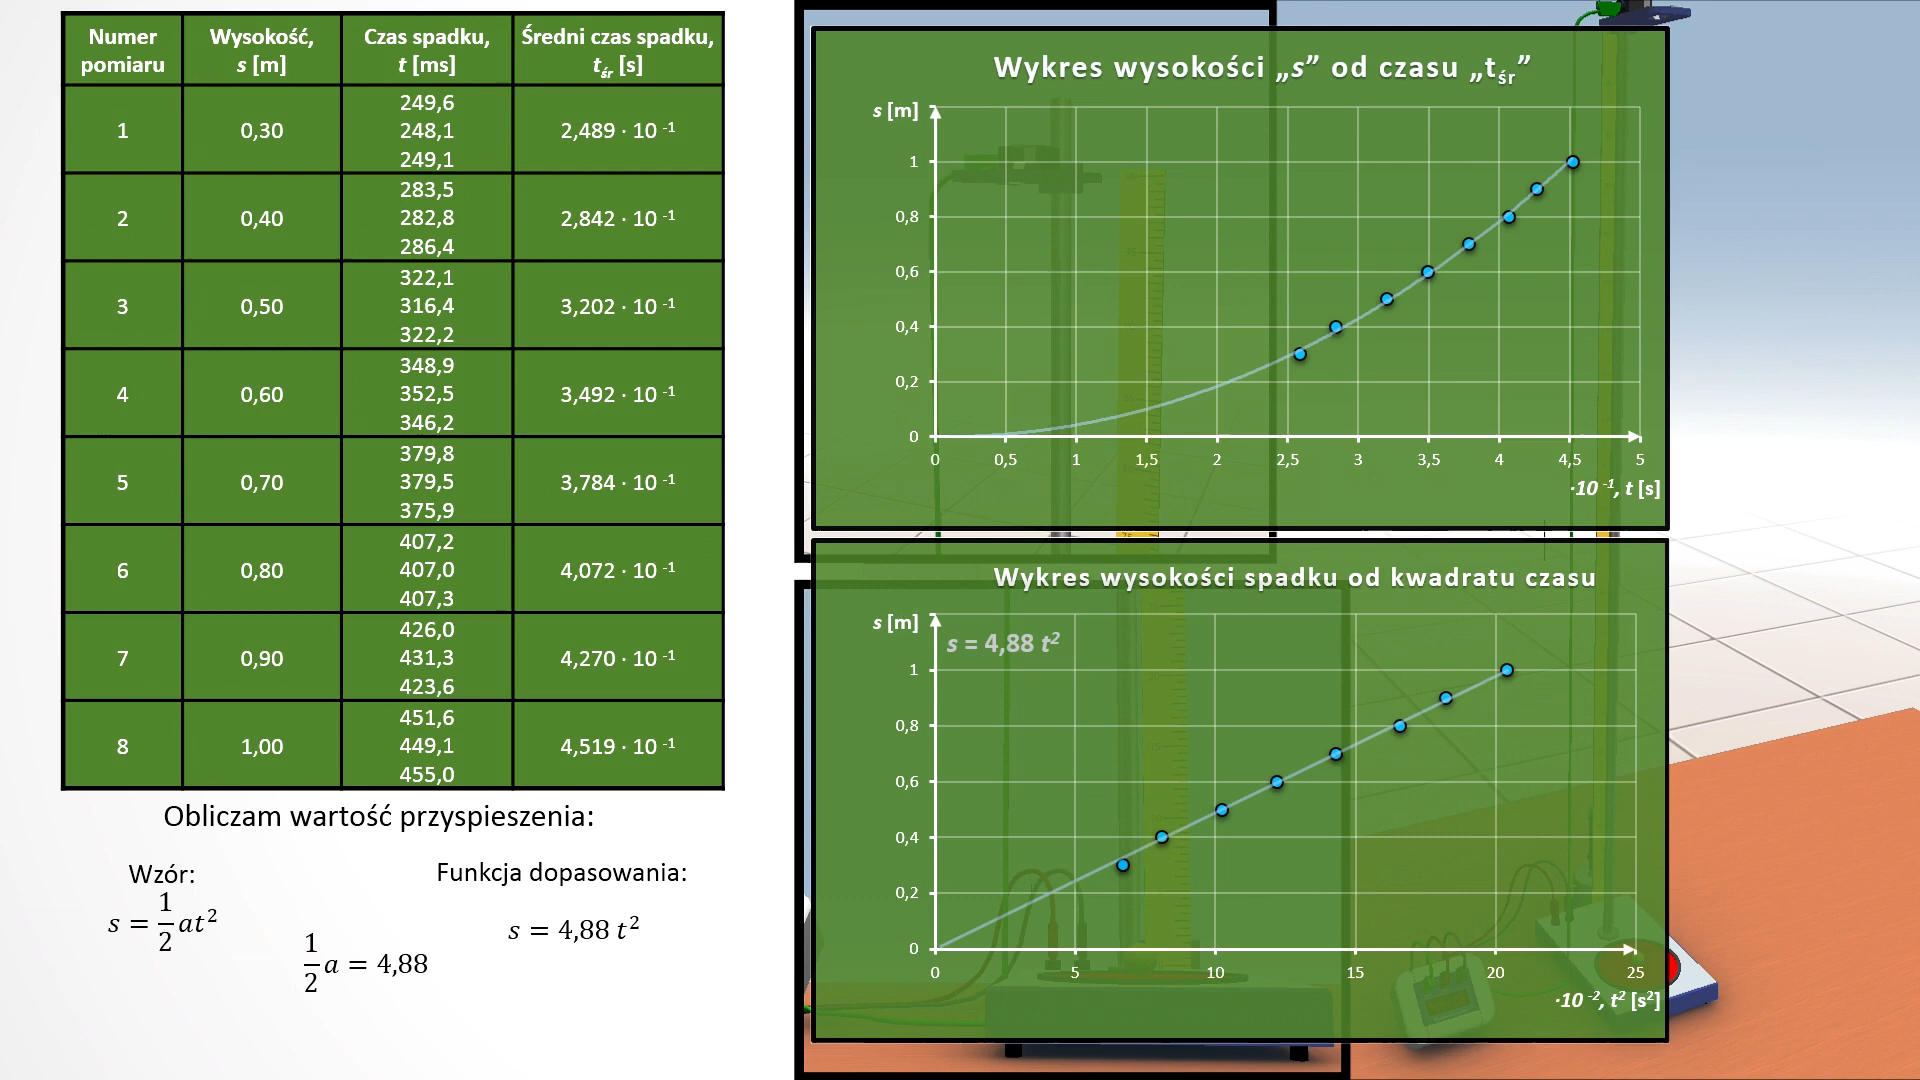 Numer pomiaru
Wysokość, s [m]
Czas spadku, t [ms]
Średni czas spadku, tśr [s]
1
0,30
249,6
248,1
249,1
2,489 · 10 -1
2
0,40
283,5
282,8
286,4
2,842 · 10 -1
3
0,50
322,1
316,4
322,2
3,202 · 10 -1
4
0,60
348,9
352,5
346,2
3,492 · 10 -1
5
0,70
379,8
379,5
375,9
3,784 · 10 -1
6
0,80
407,2
407,0
407,3
4,072 · 10 -1
7
0,90
426,0
431,3
423,6
4,270 · 10 -1
8
1,00
451,6
449,1
455,0
4,519 · 10 -1
Obliczam wartość przyspieszenia:
Wzór:
s = 1/2 at²
1/2 a = 4,88
Funkcja dopasowania:
s = 4,88 t²
Wykres wysokości „s” od czasu „tśr”
s [m]
1
0,8
0,6
0,4
0,2
0
0 0,5 1 1,5 2 2,5 3 3,5 4 4,5 5
·10 -1, t [s]
Wykres wysokości spadku od kwadratu czasu
s [m]
s = 4,88 t²
1
0,8
0,6
0,4
0,2
0
0 5 10 15 20 25
·10 -2, t² [s²]